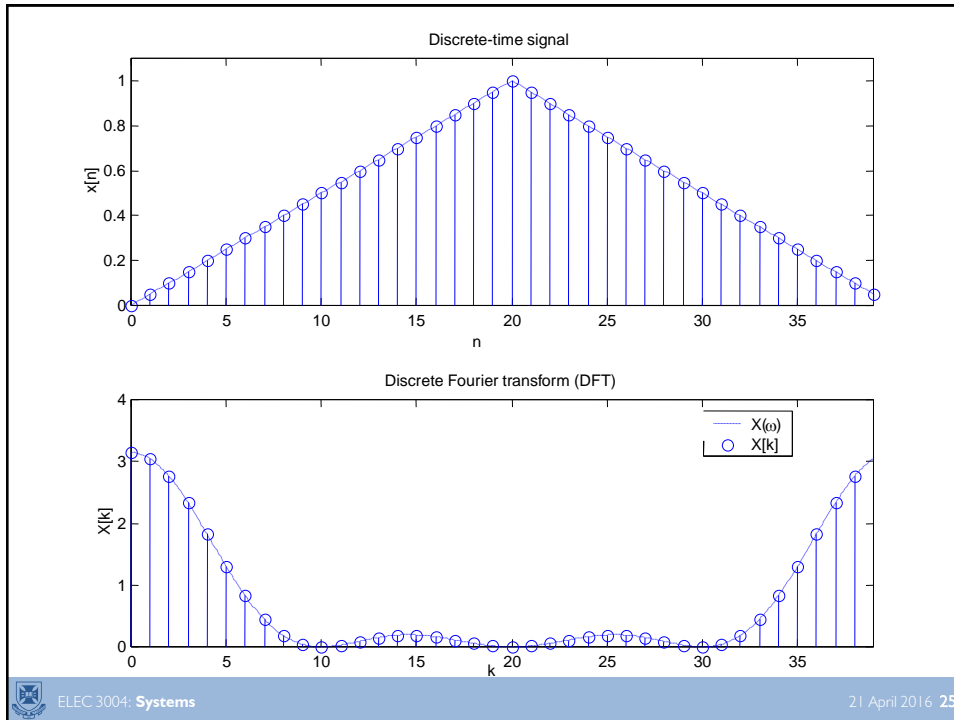 Discrete-time signal
1
0.8
0.6
0.4
0.2
0
x[n]
0 5 10 15 20 25 30 35
n
Discrete Fourier transform (DFT)
4
3
2
1
0
X[k]
X(ω)
X[k]
0 5 10 15 20 25 30 35
k
ELEC 3004: Systems
21 April 2016 25